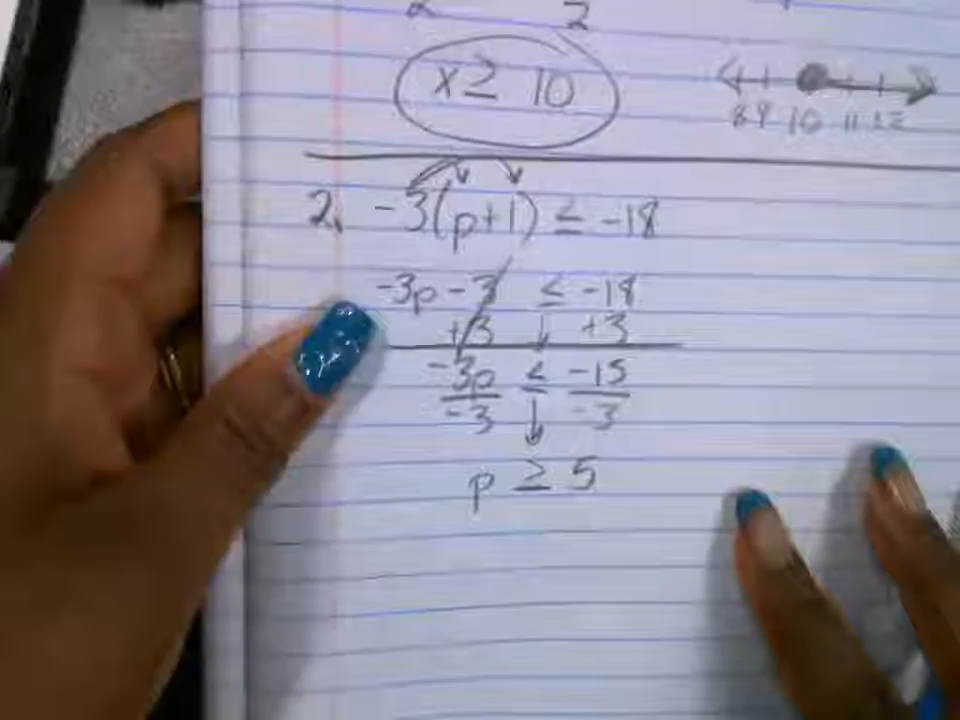 2 2
x ≥ 10
8 9 10 11 12
2. -3(p+1) ≤ -18
-3p - 3 ≤ -18
+3 +3
-3p ≤ -15
-3 -3
p ≥ 5